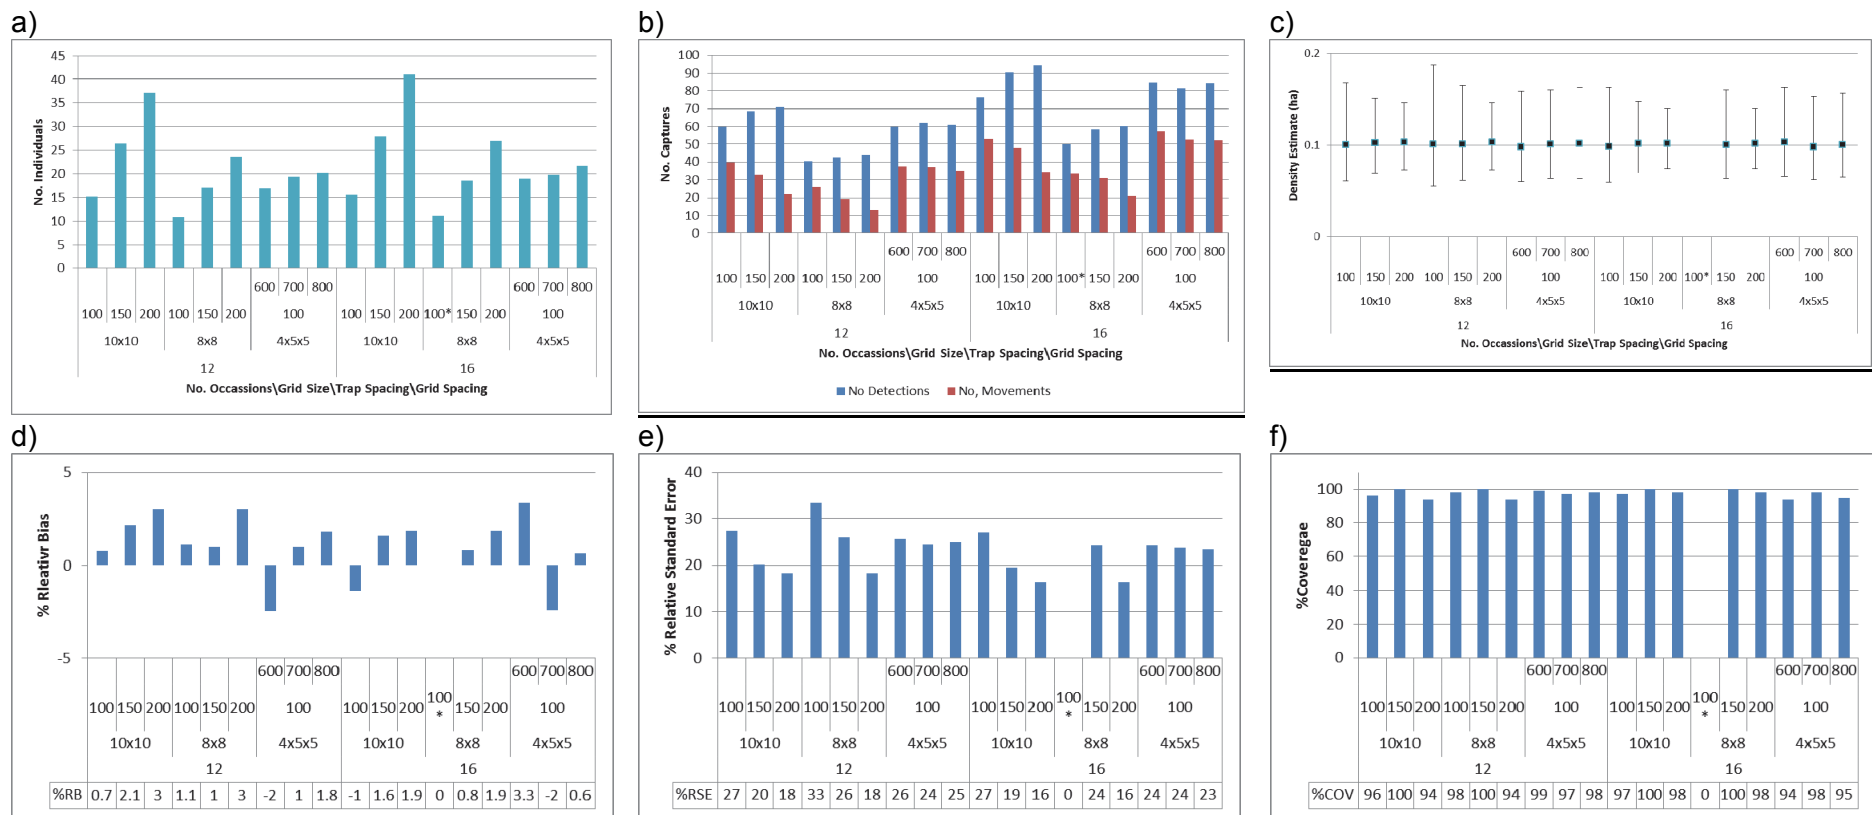 a)
45
40
35
30
25
20
15
10
5
0
No. Individuals
600 700 800
100 150 200 100 150 200 100 100 150 200 100* 150 200 100
10x10 8x8 4x5x5 10x10 8x8 4x5x5
12 16
No. Occassions\Grid Size\Trap Spacing\Grid Spacing
b)
100
90
80
70
60
50
40
30
20
10
0
No. Captures
600 700 800 600 700 800
100 150 200 100 150 200 100 100 150 200 100* 150 200 100
10x10 8x8 4x5x5 10x10 8x8 4x5x5
12 16
No. Occassions\Grid Size\Trap Spacing\Grid Spacing
No Detections No, Movements
c)
0.2
0.1
0
Density Estimate (ha)
600 700 800 600 700 800
100 150 200 100 150 200 100 100 150 200 100* 150 200 100
10x10 8x8 4x5x5 10x10 8x8 4x5x5
12 16
No. Occassions\Grid Size\Trap Spacing\Grid Spacing
d)
5
0
-5
% Rleativr Bias
600 700 800 600 700 800
100 150 200 100 150 200 100 100 150 200 100 * 150 200 100
10x10 8x8 4x5x5 10x10 8x8 4x5x5
12 16
%RB 0.7 2.1 3 1.1 1 3 -2 1 1.8 -1 1.6 1.9 0 0.8 1.9 3.3 -2 0.6
e)
40
30
20
10
0
% Relative Standard Error
600 700 800 600 700 800
100 150 200 100 150 200 100 100 150 200 100 * 150 200 100
10x10 8x8 4x5x5 10x10 8x8 4x5x5
12 16
%RSE 27 20 18 33 26 18 26 24 25 27 19 16 0 24 16 24 24 23
f)
100
80
60
40
20
0
%Coveregae
600 700 800 600 700 800
100 150 200 100 150 200 100 100 150 200 100 * 150 200 100
10x10 8x8 4x5x5 10x10 8x8 4x5x5
12 16
%COV 96 100 94 98 100 94 99 97 98 97 100 98 0 100 98 94 98 95